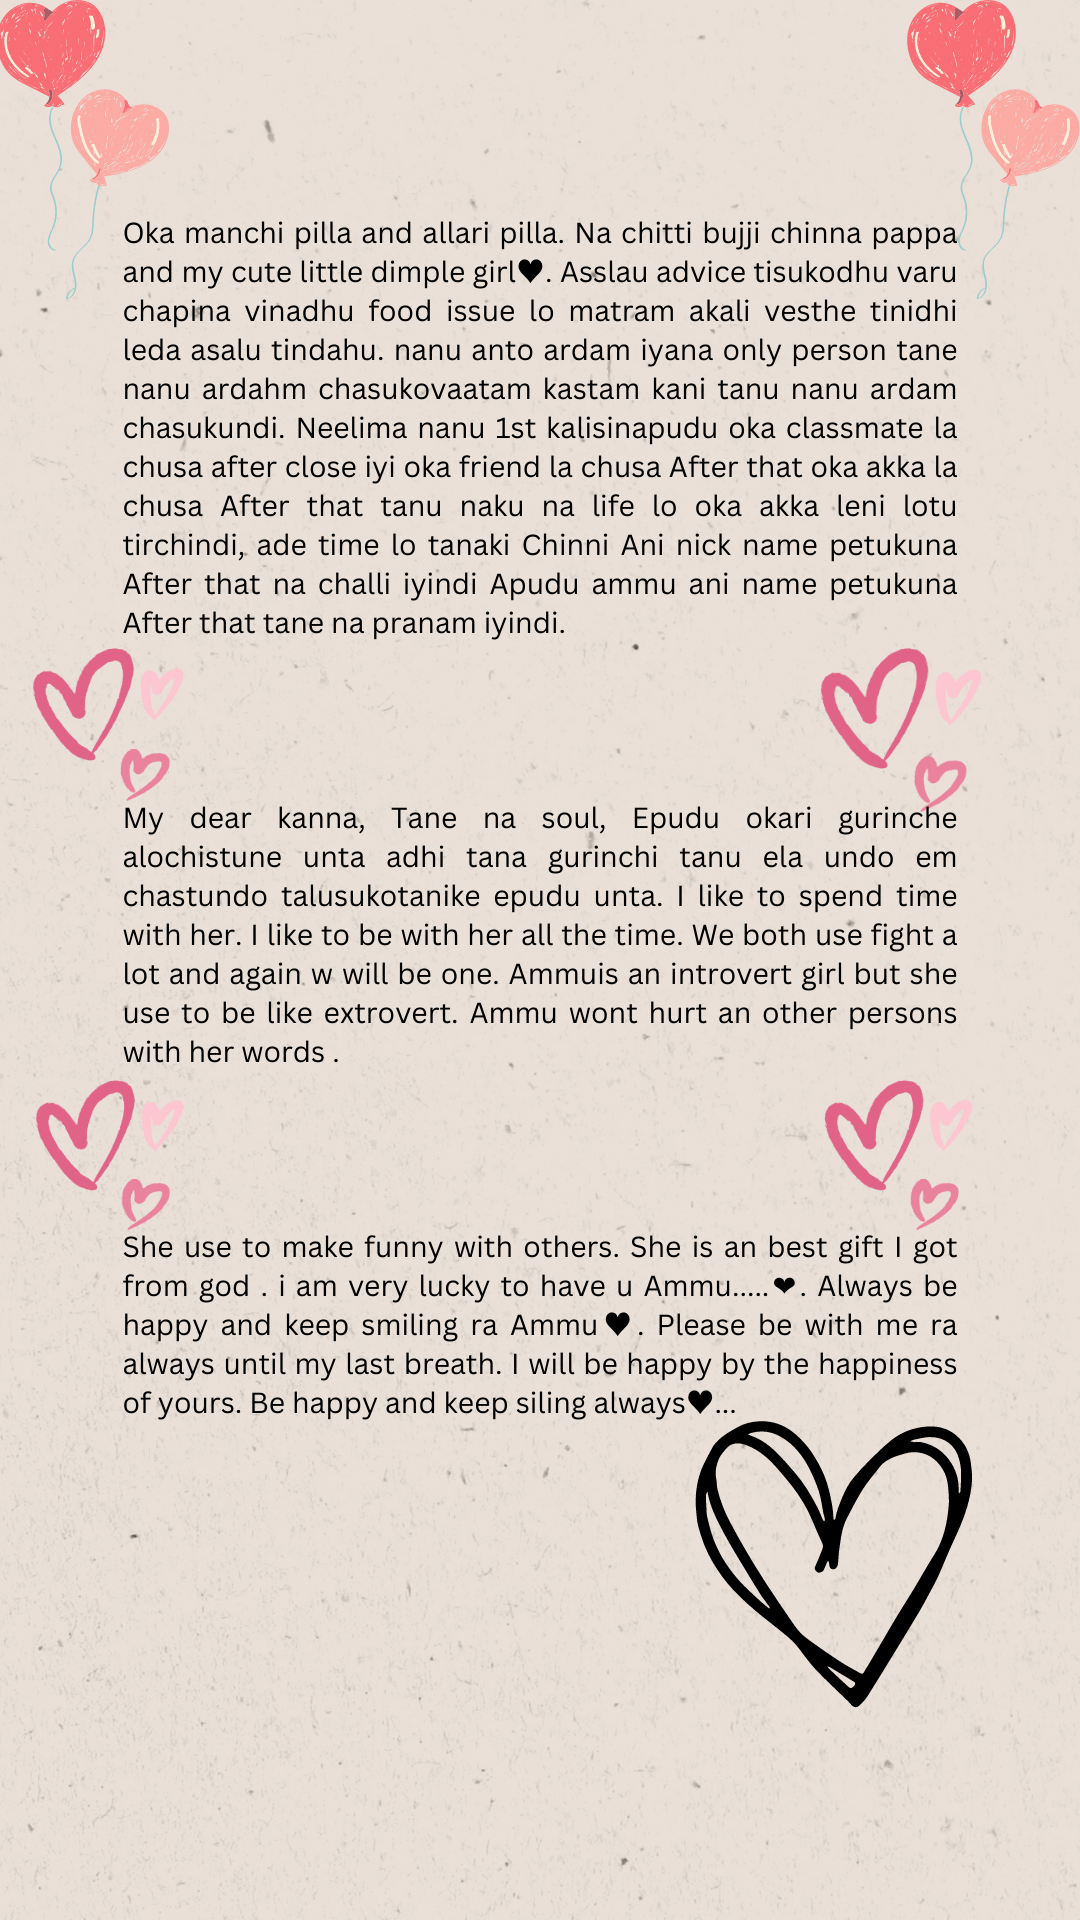 Oka manchi pilla and allari pilla. Na chitti bujji chinna pappa
and my cute little dimple girl♥. Asslau advice tisukodhu varu
chapina vinadhu food issue lo matram akali vesthe tinidhi
leda asalu tindahu. nanu anto ardam iyana only person tane
nanu ardahm chasukovaatam kastam kani tanu nanu ardam
chasukundi. Neelima nanu 1st kalisinapudu oka classmate la
chusa after close iyi oka friend la chusa After that oka akka la
chusa After that tanu naku na life lo oka akka leni lotu
tirchindi, ade time lo tanaki Chinni Ani nick name petukuna
After that na challi iyindi Apudu ammu ani name petukuna
After that tane na pranam iyindi.
My dear kanna, Tane na soul, Epudu okari gurinche
alochistune unta adhi tana gurinchi tanu ela undo em
chastundo talusukotanike epudu unta. I like to spend time
with her. I like to be with her all the time. We both use fight a
lot and again w will be one. Ammuis an introvert girl but she
use to be like extrovert. Ammu wont hurt an other persons
with her words .
She use to make funny with others. She is an best gift I got
from god . i am very lucky to have u Ammu.....❤. Always be
happy and keep smiling ra Ammu♥. Please be with me ra
always until my last breath. I will be happy by the happiness
of yours. Be happy and keep siling always♥...